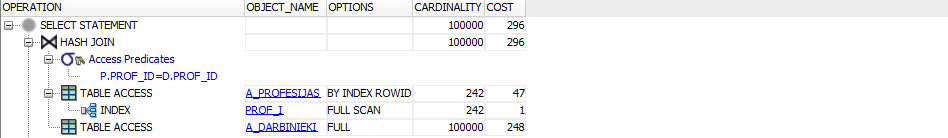 OPERATION OBJECT_NAME OPTIONS CARDINALITY COST
SELECT STATEMENT 100000 296
HASH JOIN 100000 296
Access Predicates
P.PROF_ID=D.PROF_ID
TABLE ACCESS A_PROFESIJAS BY INDEX ROWID 242 47
INDEX PROF_I FULL SCAN 242 1
TABLE ACCESS A_DARBINIEKI FULL 100000 248